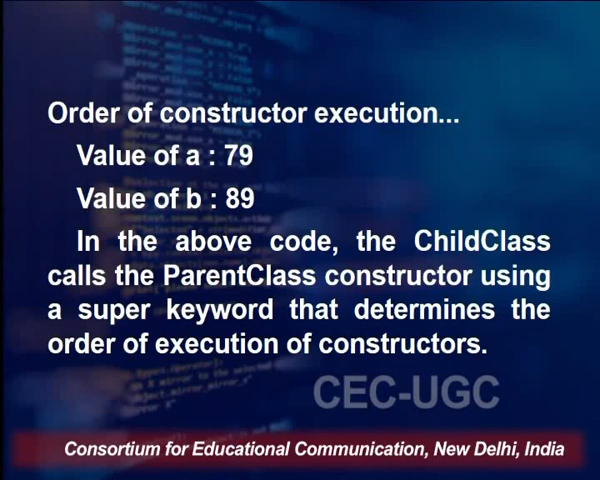 Order of constructor execution...
Value of a : 79
Value of b : 89
In the above code, the ChildClass
calls the ParentClass constructor using
a super keyword that determines the
order of execution of constructors.
CEC-UGC
Consortium for Educational Communication, New Delhi, India